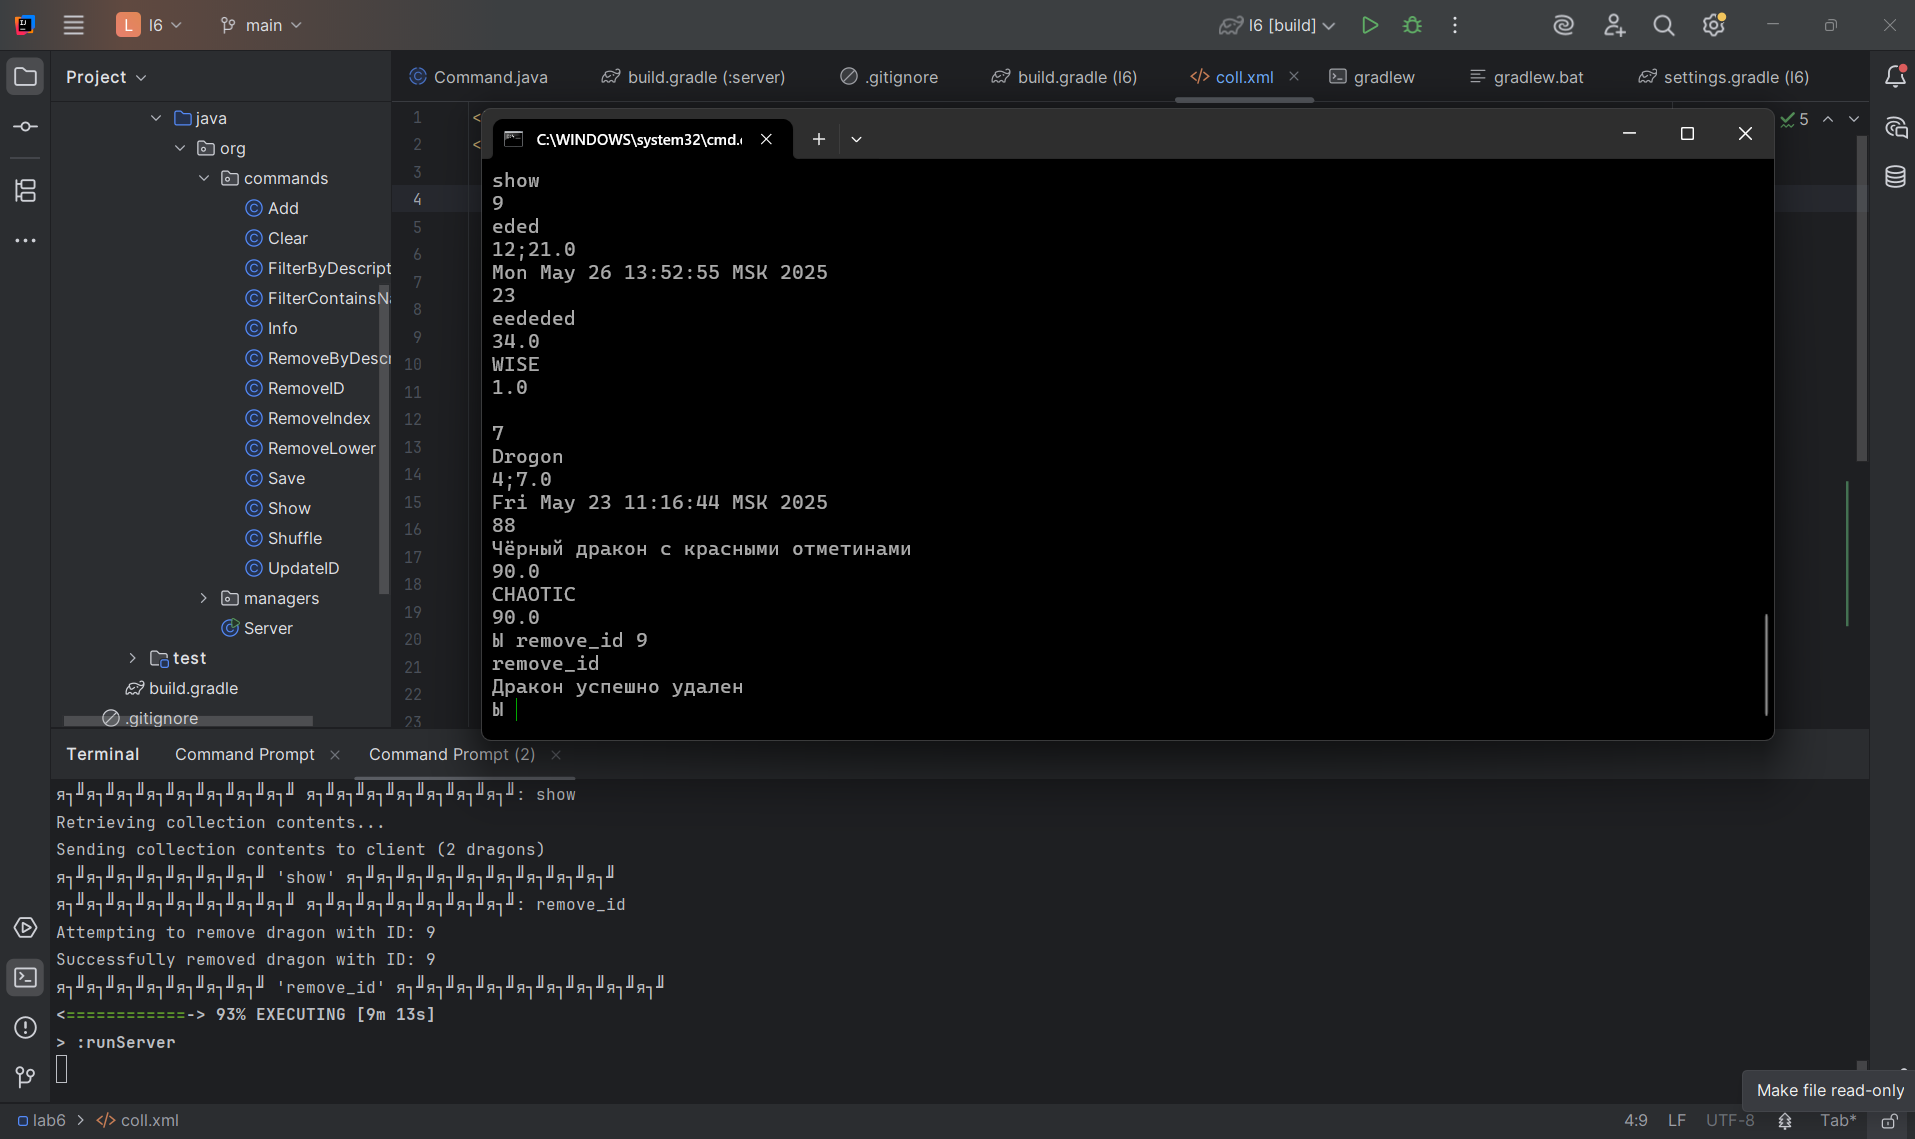 L l6 main l6 [build]
Project
Command.java build.gradle (:server) .gitignore build.gradle (l6) coll.xml gradlew gradlew.bat settings.gradle (l6)
java
org
commands
Add
Clear
FilterByDescript
FilterContainsNa
Info
RemoveByDescr
RemoveID
RemoveIndex
RemoveLower
Save
Show
Shuffle
UpdateID
managers
Server
test
build.gradle
.gitignore
1
2
3
4
5
6
7
8
9
10
11
12
13
14
15
16
17
18
19
20
21
22
23
<
<
5
C:\WINDOWS\system32\cmd.
show
9
eded
12;21.0
Mon May 26 13:52:55 MSK 2025
23
eededed
34.0
WISE
1.0
7
Drogon
4;7.0
Fri May 23 11:16:44 MSK 2025
88
Чёрный дракон с красными отметинами
90.0
CHAOTIC
90.0
Ы remove_id 9
remove_id
Дракон успешно удален
Ы
Terminal Command Prompt Command Prompt (2)
я┐╜я┐╜я┐╜я┐╜я┐╜я┐╜я┐╜я┐╜ я┐╜я┐╜я┐╜я┐╜я┐╜я┐╜я┐╜: show
Retrieving collection contents...
Sending collection contents to client (2 dragons)
я┐╜я┐╜я┐╜я┐╜я┐╜я┐╜я┐╜ 'show' я┐╜я┐╜я┐╜я┐╜я┐╜я┐╜я┐╜я┐╜я┐╜
я┐╜я┐╜я┐╜я┐╜я┐╜я┐╜я┐╜я┐╜ я┐╜я┐╜я┐╜я┐╜я┐╜я┐╜я┐╜: remove_id
Attempting to remove dragon with ID: 9
Successfully removed dragon with ID: 9
я┐╜я┐╜я┐╜я┐╜я┐╜я┐╜я┐╜ 'remove_id' я┐╜я┐╜я┐╜я┐╜я┐╜я┐╜я┐╜я┐╜я┐╜
<============-> 93% EXECUTING [9m 13s]
> :runServer
Make file read-only
lab6 > coll.xml 4:9 LF UTF-8 Tab*